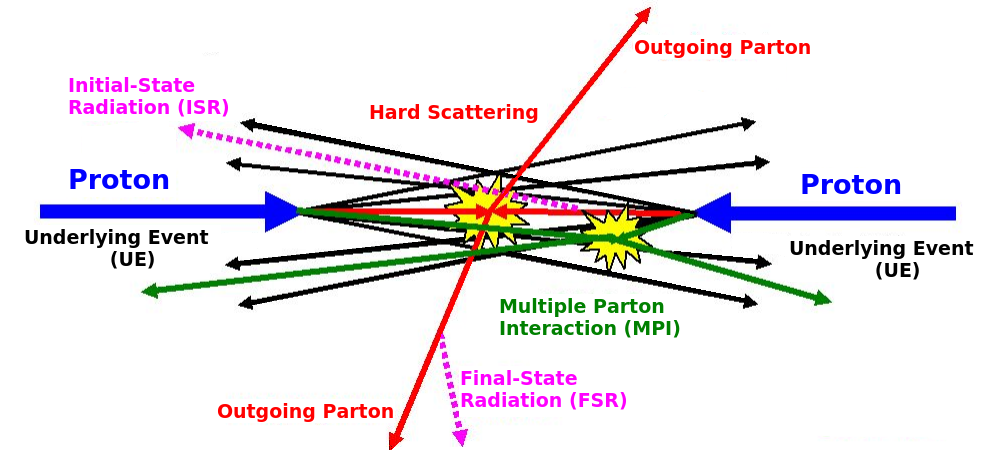 Outgoing Parton
Initial-State
Radiation (ISR)
Hard Scattering
Proton
Proton
Underlying Event
(UE)
Underlying Event
(UE)
Multiple Parton
Interaction (MPI)
Final-State
Radiation (FSR)
Outgoing Parton